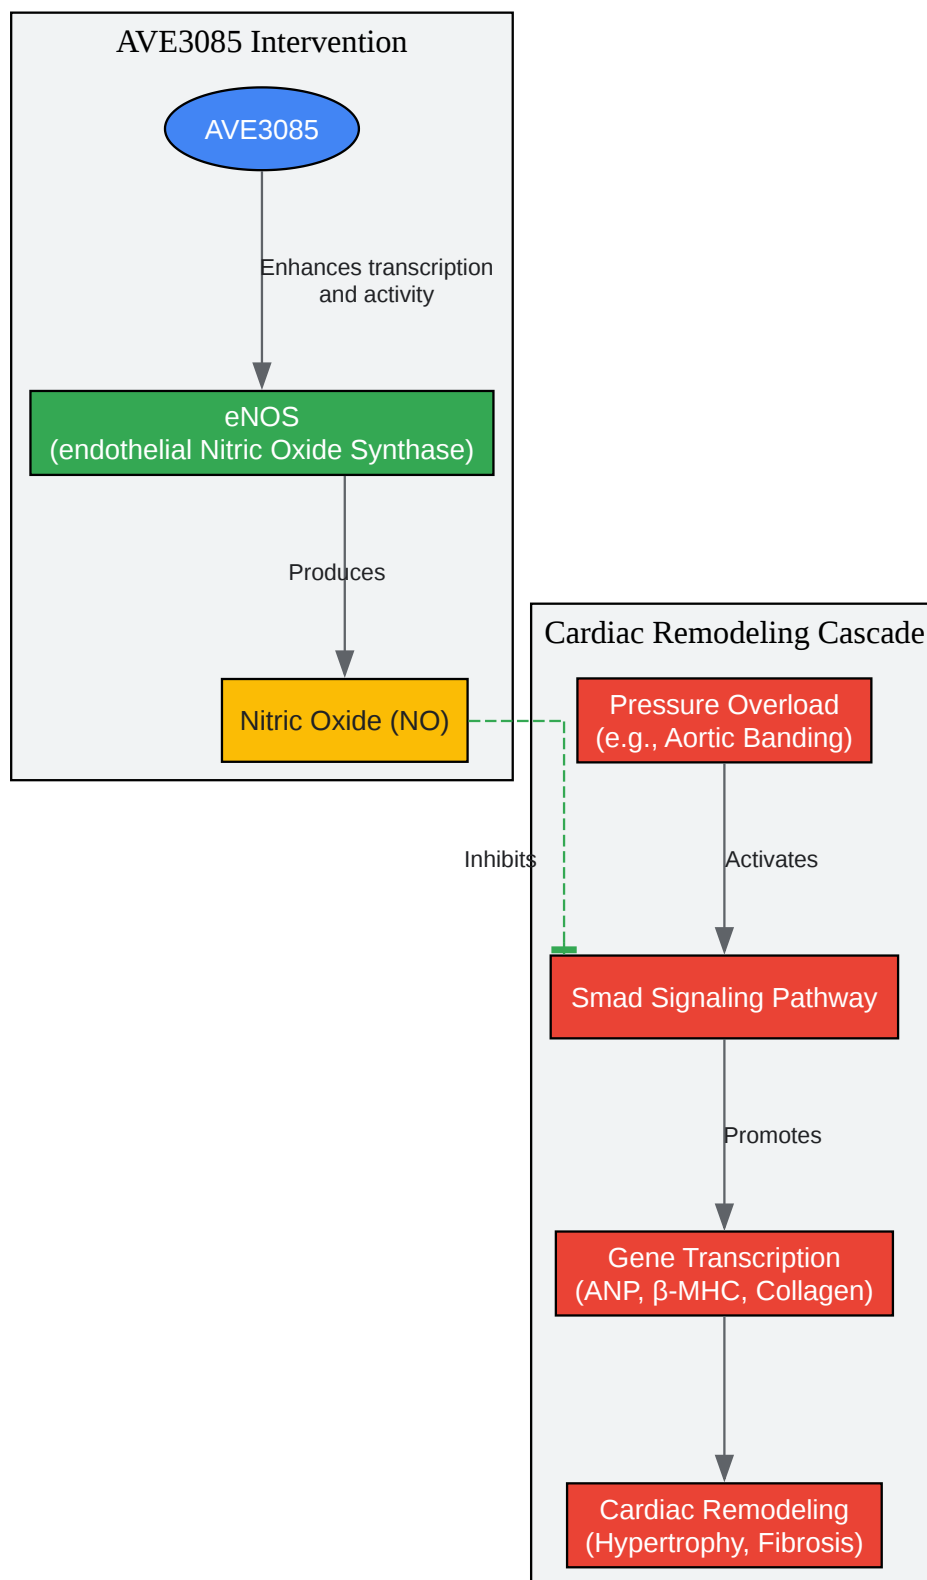 AVE3085 Intervention
AVE3085
Enhances transcription
and activity
eNOS
(endothelial Nitric Oxide Synthase)
Produces
Nitric Oxide (NO)
Inhibits
Cardiac Remodeling Cascade
Pressure Overload
(e.g., Aortic Banding)
Activates
Smad Signaling Pathway
Promotes
Gene Transcription
(ANP, β-MHC, Collagen)
Cardiac Remodeling
(Hypertrophy, Fibrosis)